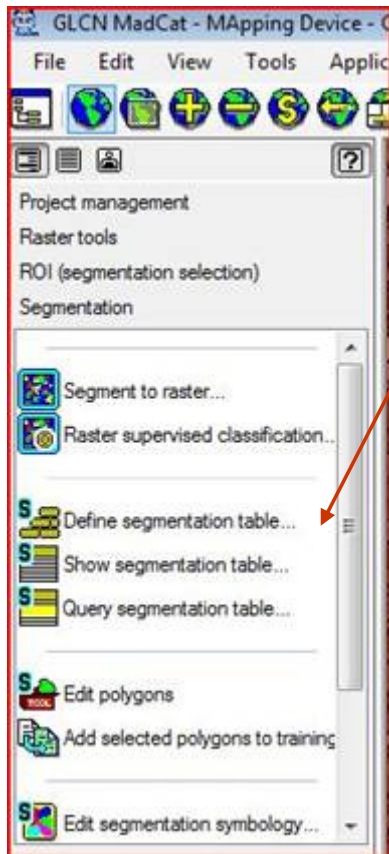 GLCN MadCat - MApping Device -
File Edit View Tools Applic
Project management
Raster tools
ROI (segmentation selection)
Segmentation
Segment to raster...
Raster supervised classification..
Define segmentation table...
Show segmentation table...
Query segmentation table...
Edit polygons
Add selected polygons to training
Edit segmentation symbology...